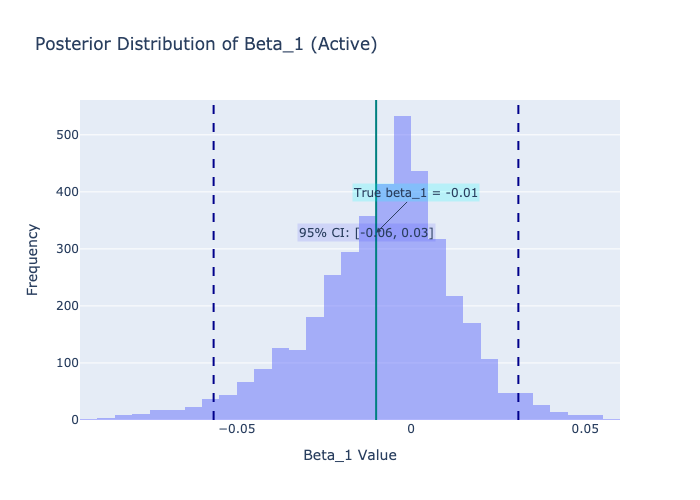 Posterior Distribution of Beta_1 (Active)
500
400
300
200
100
0
Frequency
True beta_1 = -0.01
95% CI: [-0.06, 0.03]
−0.05
0
0.05
Beta_1 Value